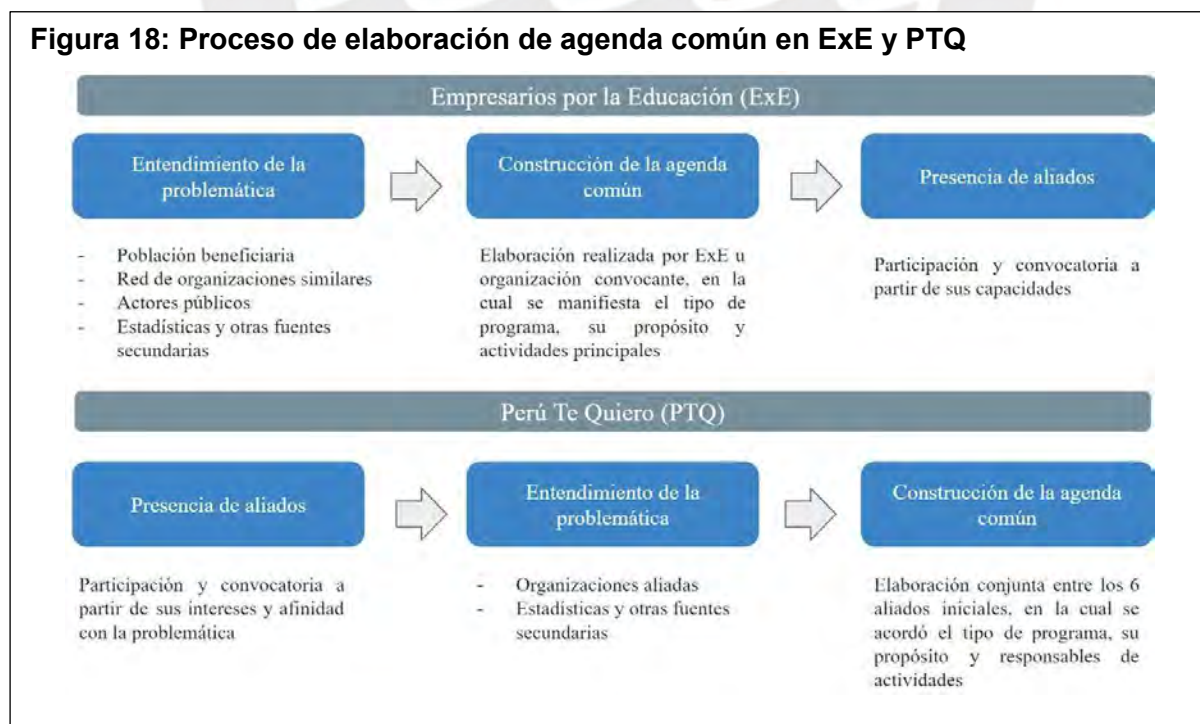 Figura 18: Proceso de elaboración de agenda común en ExE y PTQ
Empresarios por la Educación (ExE)
Entendimiento de la
problemática
Construcción de la agenda
común
Presencia de aliados
- Población beneficiaria
- Red de organizaciones similares
- Actores públicos
- Estadísticas y otras fuentes
secundarias
Elaboración realizada por ExE u
organización convocante, en la
cual se manifiesta el tipo de
programa, su propósito y
actividades principales
Participación y convocatoria a
partir de sus capacidades
Perú Te Quiero (PTQ)
Presencia de aliados
Entendimiento de la
problemática
Construcción de la agenda
común
Participación y convocatoria a
partir de sus intereses y afinidad
con la problemática
- Organizaciones aliadas
- Estadísticas y otras fuentes
secundarias
Elaboración conjunta entre los 6
aliados iniciales, en la cual se
acordó el tipo de programa, su
propósito y responsables de
actividades